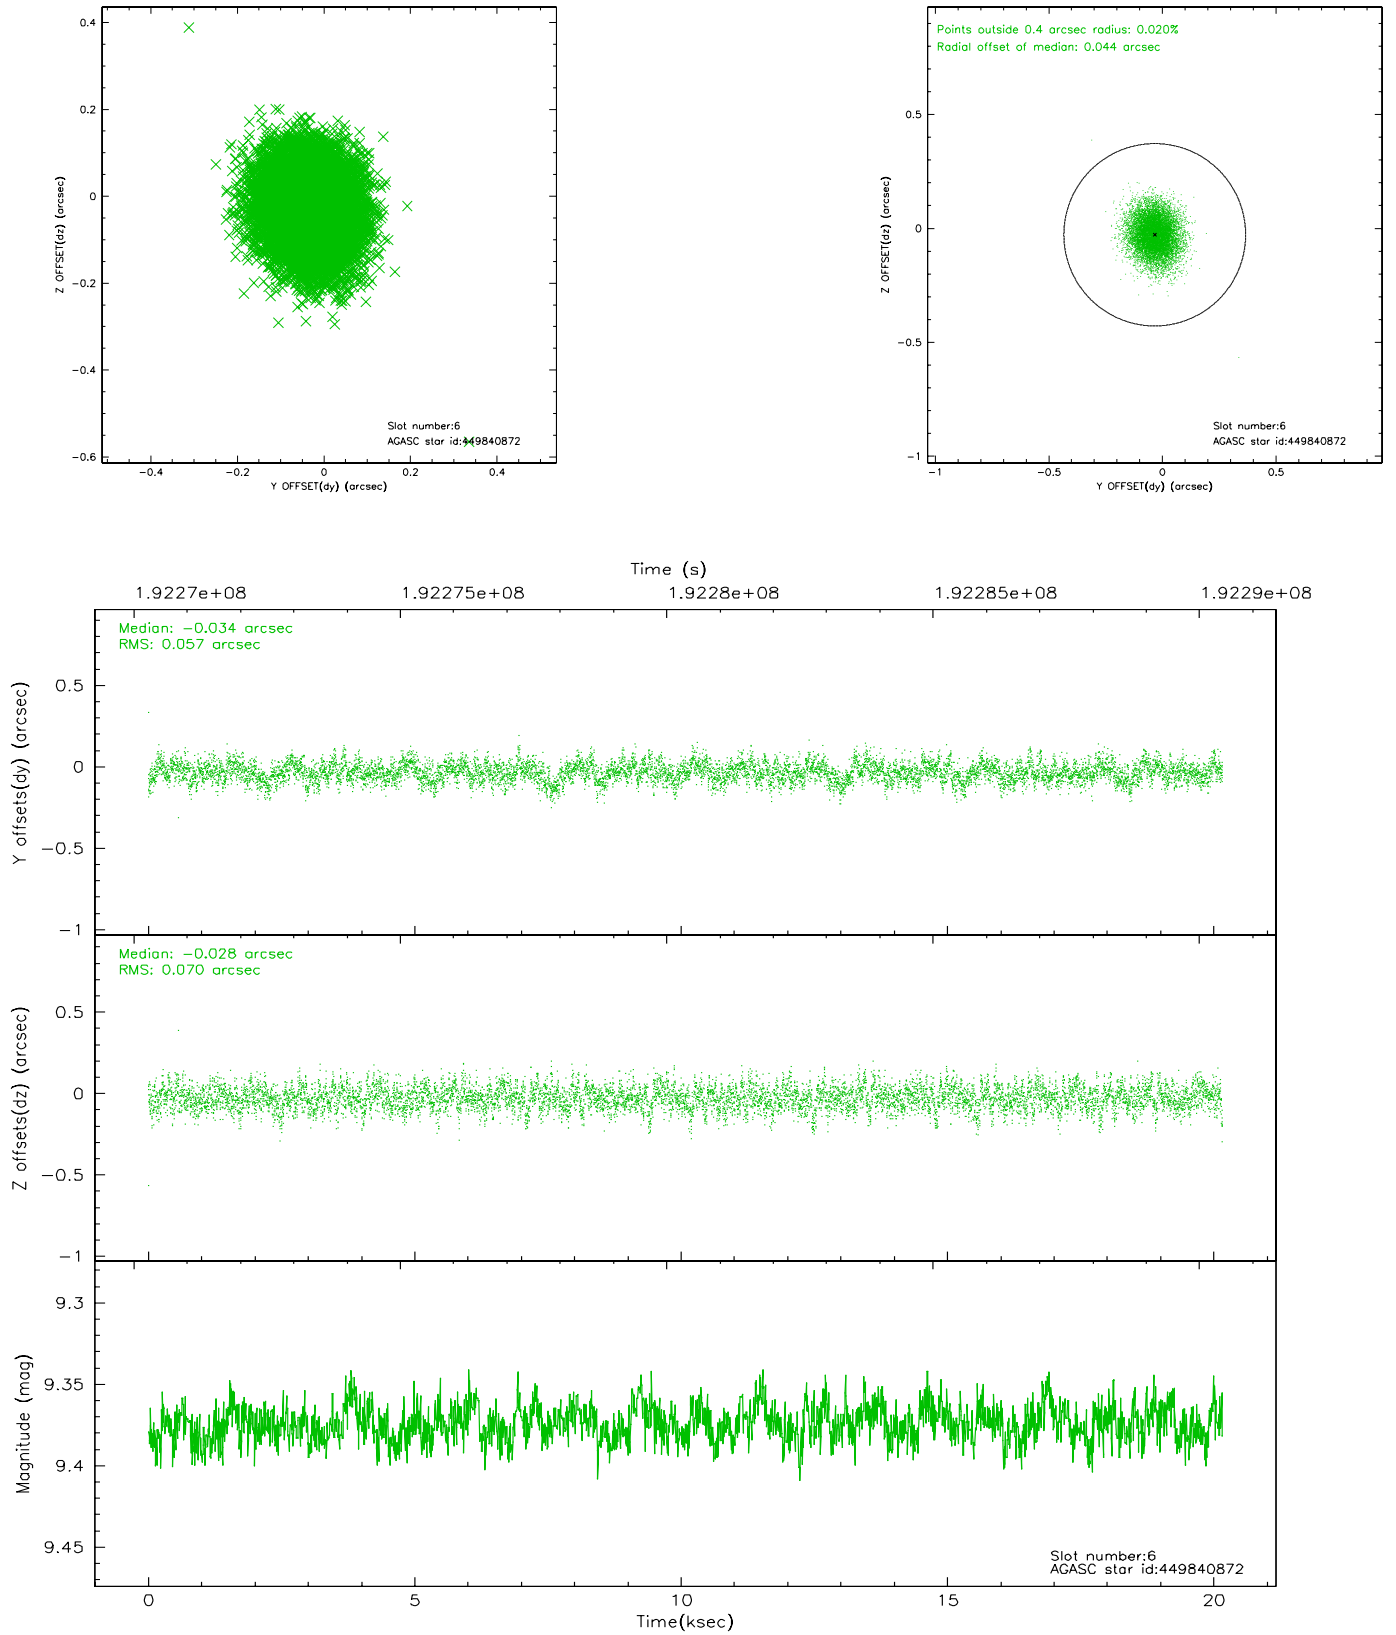 0.4
0.2
0
−0.2
−0.4
−0.6
Z OFFSET(dz) (arcsec)
Slot number:6
AGASC star id:449840872
−0.4
−0.2
0
0.2
0.4
Y OFFSET(dy) (arcsec)
Points outside 0.4 arcsec radius: 0.020%
Radial offset of median: 0.044 arcsec
0.5
0
−0.5
−1
Z OFFSET(dz) (arcsec)
Slot number:6
AGASC star id:449840872
−1
−0.5
0
0.5
Y OFFSET(dy) (arcsec)
Time (s)
1.9227e+08
1.92275e+08
1.9228e+08
1.92285e+08
1.9229e+08
Median: −0.034 arcsec
RMS: 0.057 arcsec
0.5
0
−0.5
−1
Y offsets(dy) (arcsec)
Median: −0.028 arcsec
RMS: 0.070 arcsec
0.5
0
−0.5
−1
Z offsets(dz) (arcsec)
9.3
9.35
9.4
9.45
Magnitude (mag)
Slot number:6
AGASC star id:449840872
0
5
10
15
20
Time(ksec)